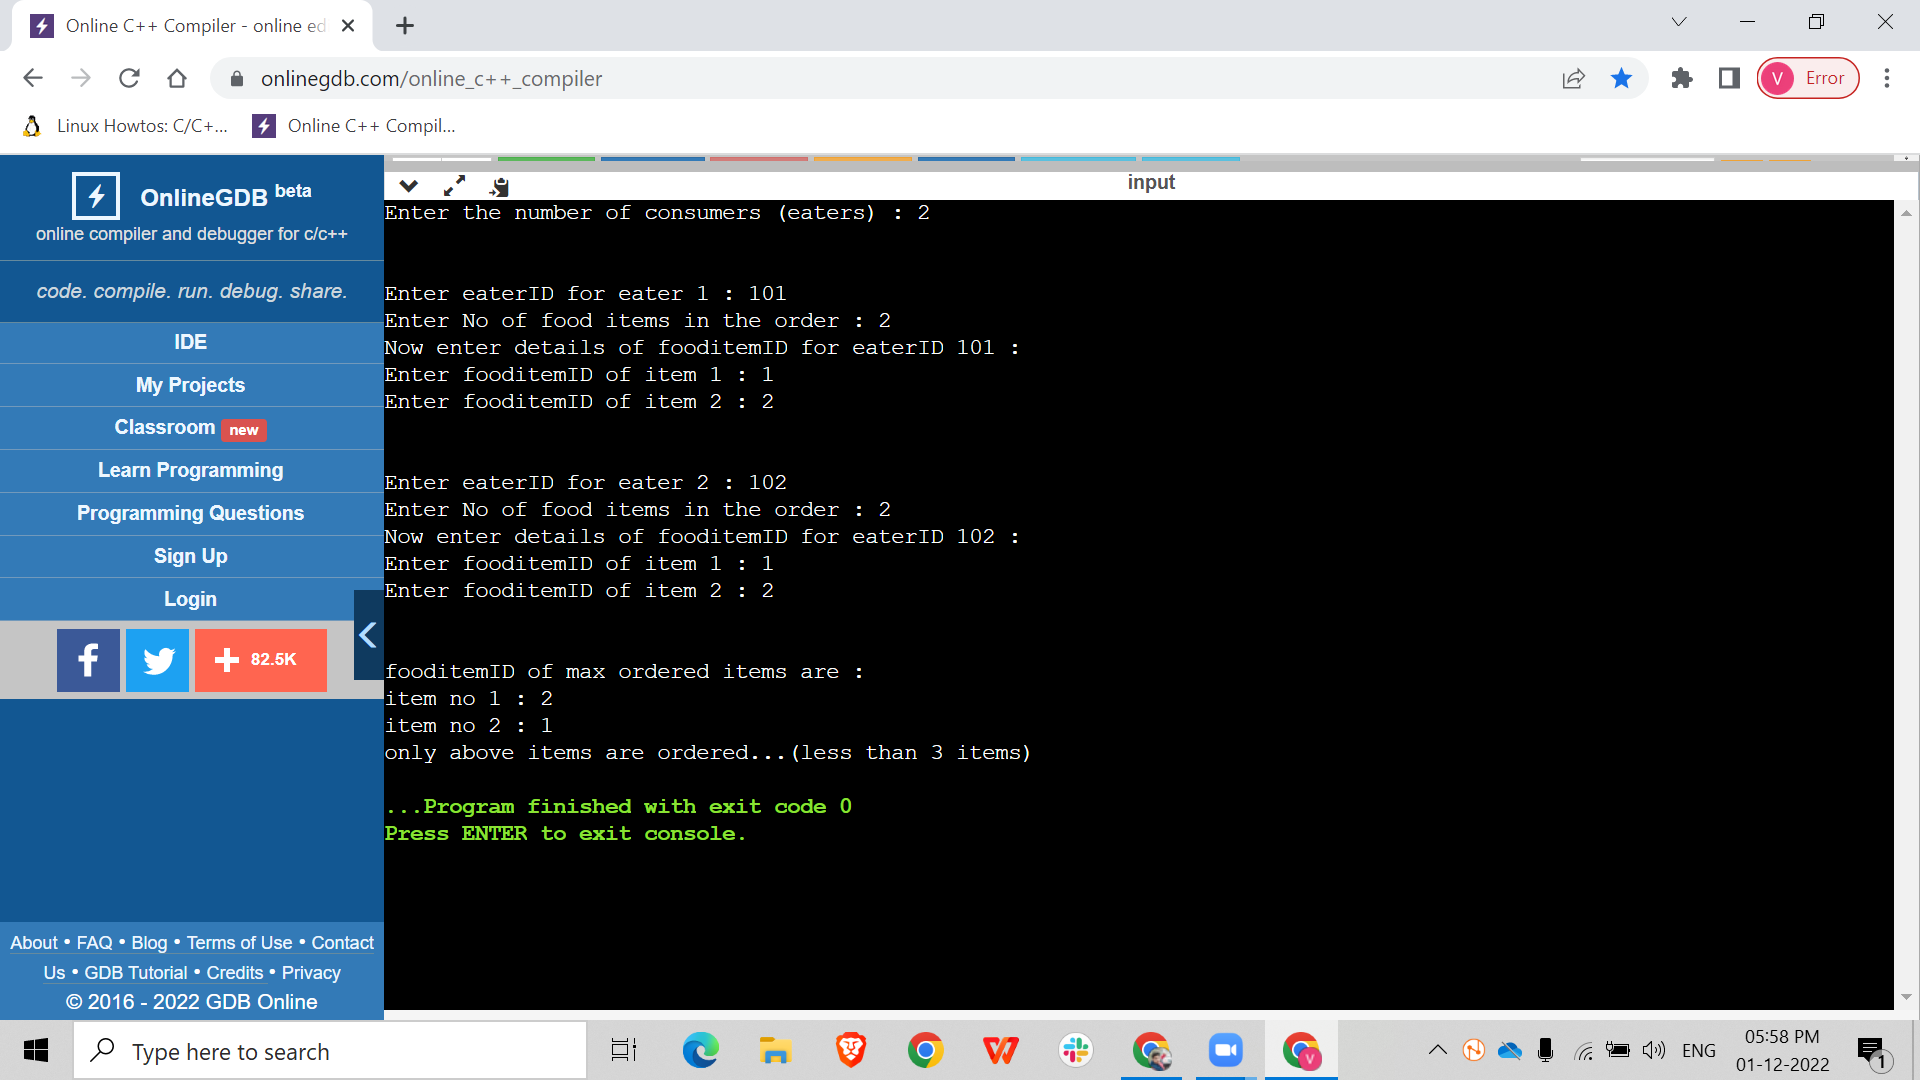 Online C++ Compiler - online ed
onlinegdb.com/online_c++_compiler
V Error
Linux Howtos: C/C+...
Online C++ Compil...
OnlineGDB beta
online compiler and debugger for c/c++
code. compile. run. debug. share.
IDE
My Projects
Classroom new
Learn Programming
Programming Questions
Sign Up
Login
82.5K
About • FAQ • Blog • Terms of Use • Contact
Us • GDB Tutorial • Credits • Privacy
© 2016 - 2022 GDB Online
input
Enter the number of consumers (eaters) : 2
Enter eaterID for eater 1 : 101
Enter No of food items in the order : 2
Now enter details of fooditemID for eaterID 101 :
Enter fooditemID of item 1 : 1
Enter fooditemID of item 2 : 2
Enter eaterID for eater 2 : 102
Enter No of food items in the order : 2
Now enter details of fooditemID for eaterID 102 :
Enter fooditemID of item 1 : 1
Enter fooditemID of item 2 : 2
fooditemID of max ordered items are :
item no 1 : 2
item no 2 : 1
only above items are ordered...(less than 3 items)
...Program finished with exit code 0
Press ENTER to exit console.
Type here to search
V
ENG
05:58 PM
01-12-2022
1